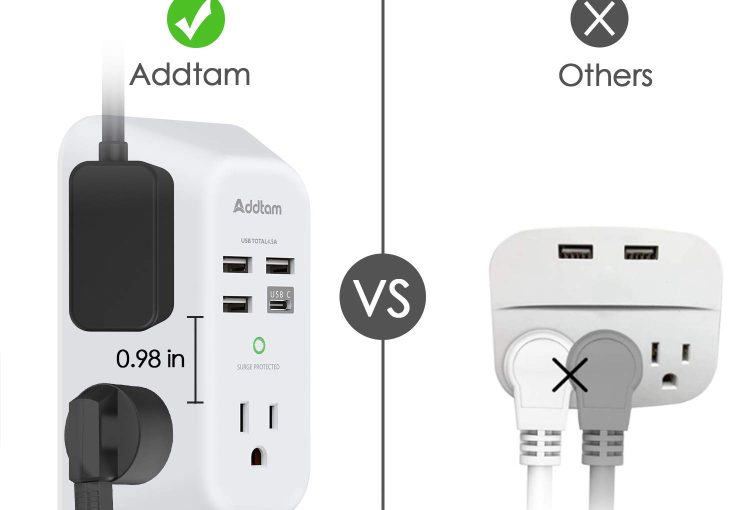 Addtam
Others
Addtam
USB TOTAL4.5A
USB C
VS
0.98 in
SURGE PROTECTED